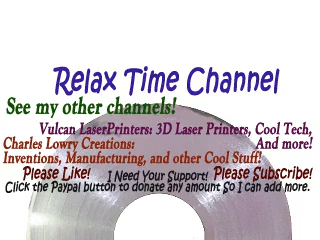 Relax Time Channel
See my other channels!
Vulcan LaserPrinters: 3D Laser Printers, Cool Tech,
Charles Lowry Creations: And more!
Inventions, Manufacturing, and other Cool Stuff!
Please Like! I Need Your Support! Please Subscribe!
Click the Paypal button to donate any amount So I can add more.